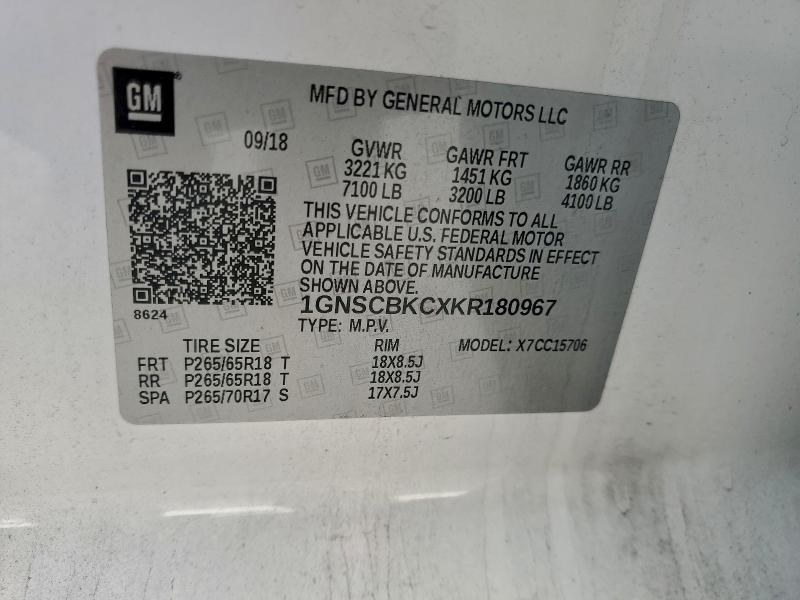 GM
MFD BY GENERAL MOTORS LLC
09/18
GVWR
3221 KG
7100 LB
GAWR FRT
1451 KG
3200 LB
GAWR RR
1860 KG
4100 LB
THIS VEHICLE CONFORMS TO ALL
APPLICABLE U.S. FEDERAL MOTOR
VEHICLE SAFETY STANDARDS IN EFFECT
ON THE DATE OF MANUFACTURE
SHOWN ABOVE.
1GNSCBKCXKR180967
8624
TYPE: M.P.V.
MODEL: X7CC15706
TIRE SIZE RIM
FRT P265/65R18 T 18X8.5J
RR P265/65R18 T 18X8.5J
SPA P265/70R17 S 17X7.5J